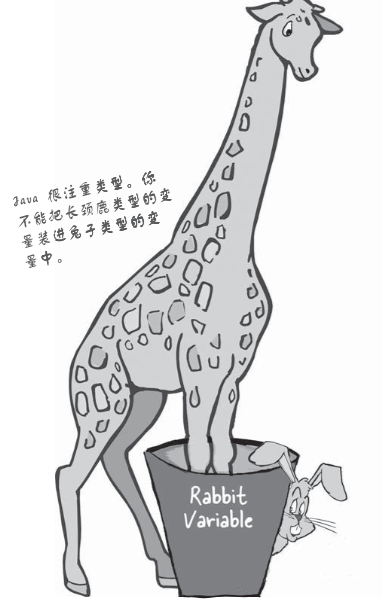 Java 很注重类型。你
不能把长颈鹿类型的变
量装进兔子类型的变
量中。
Rabbit
Variable